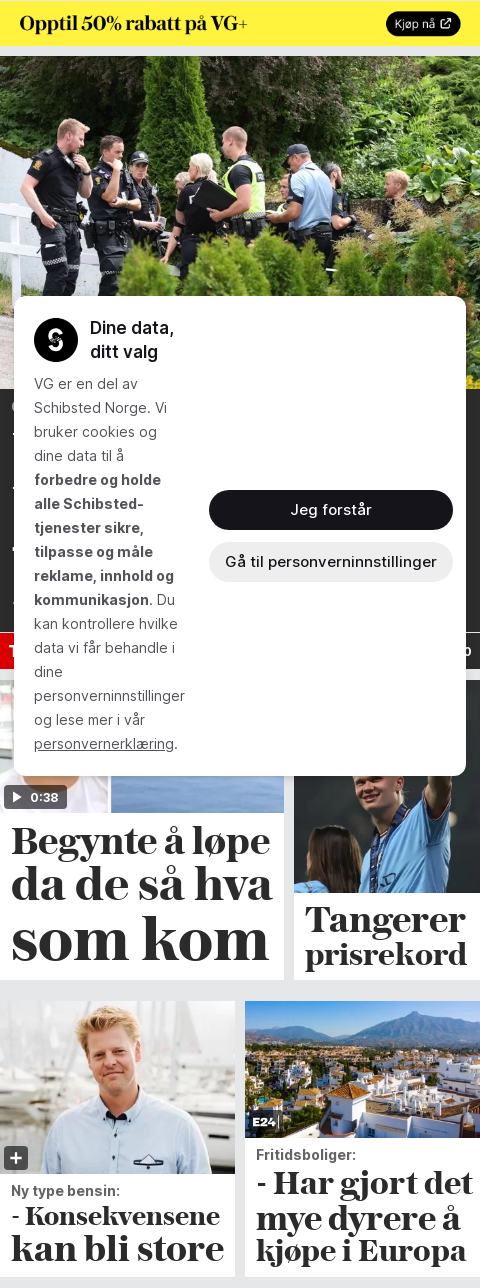 Opptil 50% rabatt på VG+
Kjøp nå
Dine data,
ditt valg
VG er en del av
Schibsted Norge. Vi
bruker cookies og
dine data til å
forbedre og holde
alle Schibsted-
tjenester sikre,
tilpasse og måle
reklame, innhold og
kommunikasjon. Du
kan kontrollere hvilke
data vi får behandle i
dine
personverninnstillinger
og lese mer i vår
personvernerklæring.
Jeg forstår
Gå til personverninnstillinger
0:38
Begynte å løpe
da de så hva
som kom
Tangerer
prisrekord
Ny type bensin:
- Konsekvensene
kan bli store
E24
Fritidsboliger:
- Har gjort det
mye dyrere å
kjøpe i Europa